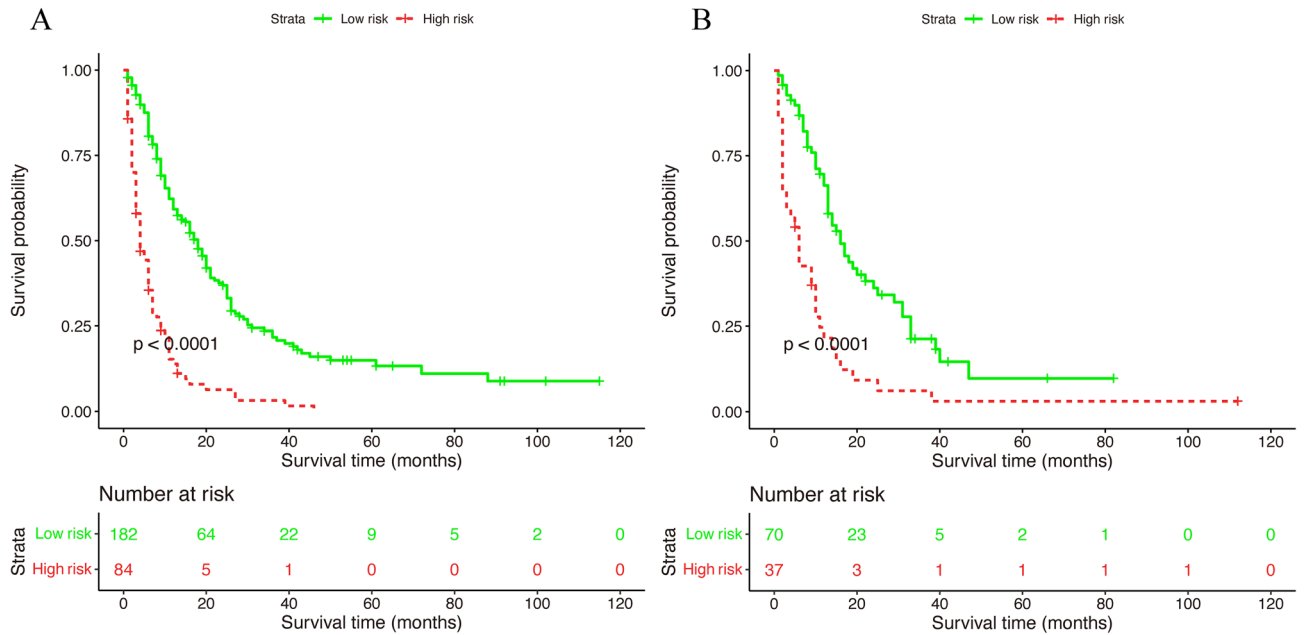 A
Strata Low risk High risk
1.00
0.75
0.50
0.25
0.00
Survival probability
p < 0.0001
0 20 40 60 80 100 120
Survival time (months)
Number at risk
Strata
Low risk 182 64 22 9 5 2 0
High risk 84 5 1 0 0 0 0
0 20 40 60 80 100 120
Survival time (months)
B
Strata Low risk High risk
1.00
0.75
0.50
0.25
0.00
Survival probability
p < 0.0001
0 20 40 60 80 100 120
Survival time (months)
Number at risk
Strata
Low risk 70 23 5 2 1 0 0
High risk 37 3 1 1 1 1 0
0 20 40 60 80 100 120
Survival time (months)